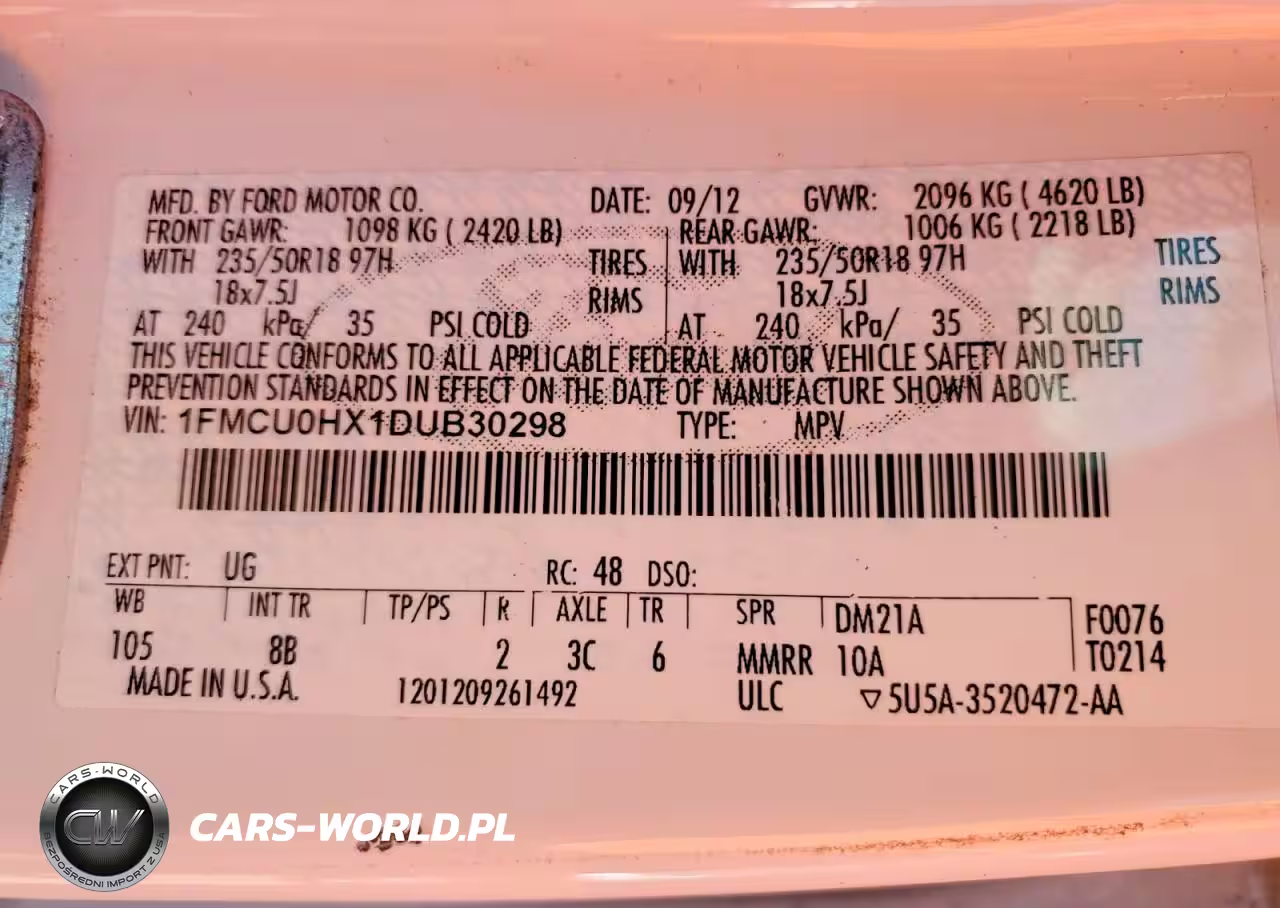 MFD. BY FORD MOTOR CO. DATE: 09/12 GVWR: 2096 KG ( 4620 LB)
FRONT GAWR: 1098 KG ( 2420 LB) REAR GAWR: 1006 KG ( 2218 LB)
WITH 235/50R18 97H TIRES WITH 235/50R18 97H TIRES
18x7.5J RIMS 18x7.5J RIMS
AT 240 kPa/ 35 PSI COLD AT 240 kPa/ 35 PSI COLD
THIS VEHICLE CONFORMS TO ALL APPLICABLE FEDERAL MOTOR VEHICLE SAFETY AND THEFT
PREVENTION STANDARDS IN EFFECT ON THE DATE OF MANUFACTURE SHOWN ABOVE.
VIN: 1FMCU0HX1DUB30298 TYPE: MPV
EXT PNT: UG RC: 48 DSO:
WB INT TR TP/PS R AXLE TR SPR DM21A F0076
105 8B 2 3C 6 MMRR 10A T0214
MADE IN U.S.A. 1201209261492 ULC ▽5U5A-3520472-AA
CARS-WORLD
CW
BEZPOŚREDNI IMPORT Z USA
CARS-WORLD.PL